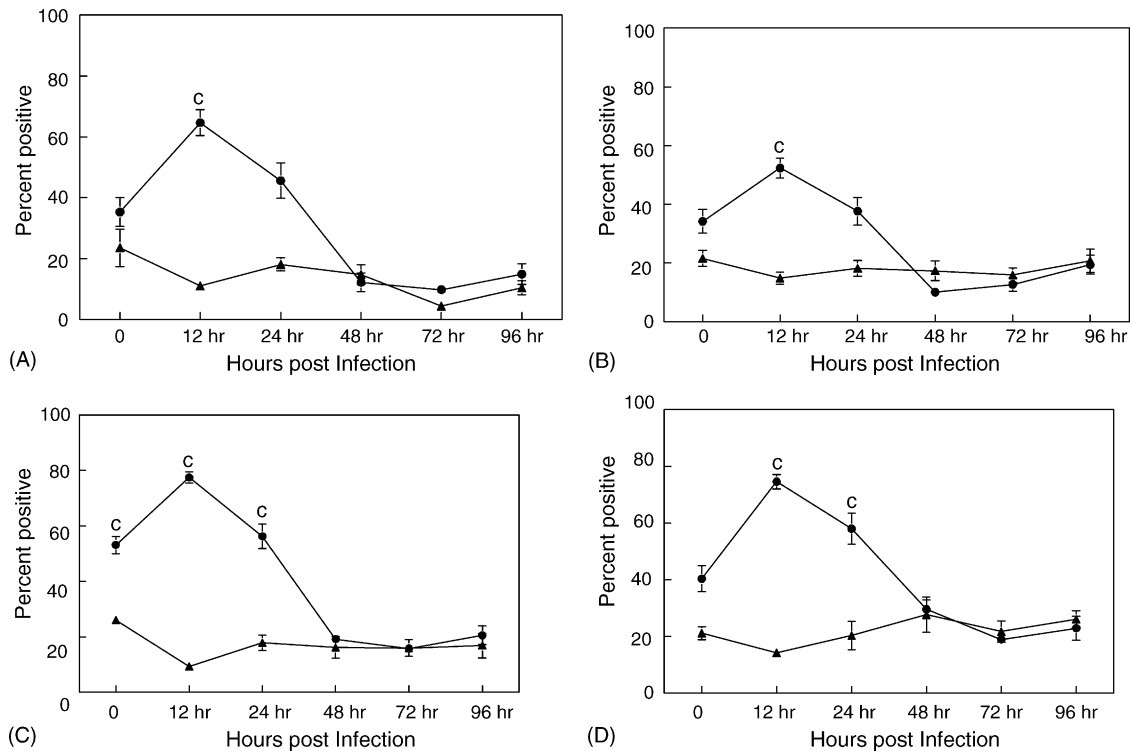 100
80
60
40
20
0
Percent positive
C
0 12 hr 24 hr 48 hr 72 hr 96 hr
Hours post Infection
(A)
100
80
60
40
20
0
Percent positive
C
0 12 hr 24 hr 48 hr 72 hr 96 hr
Hours post Infection
(B)
100
80
60
40
20
0
Percent positive
C
C
C
0 12 hr 24 hr 48 hr 72 hr 96 hr
Hours post Infection
(C)
100
80
60
40
20
0
Percent positive
C
C
0 12 hr 24 hr 48 hr 72 hr 96 hr
Hours post Infection
(D)